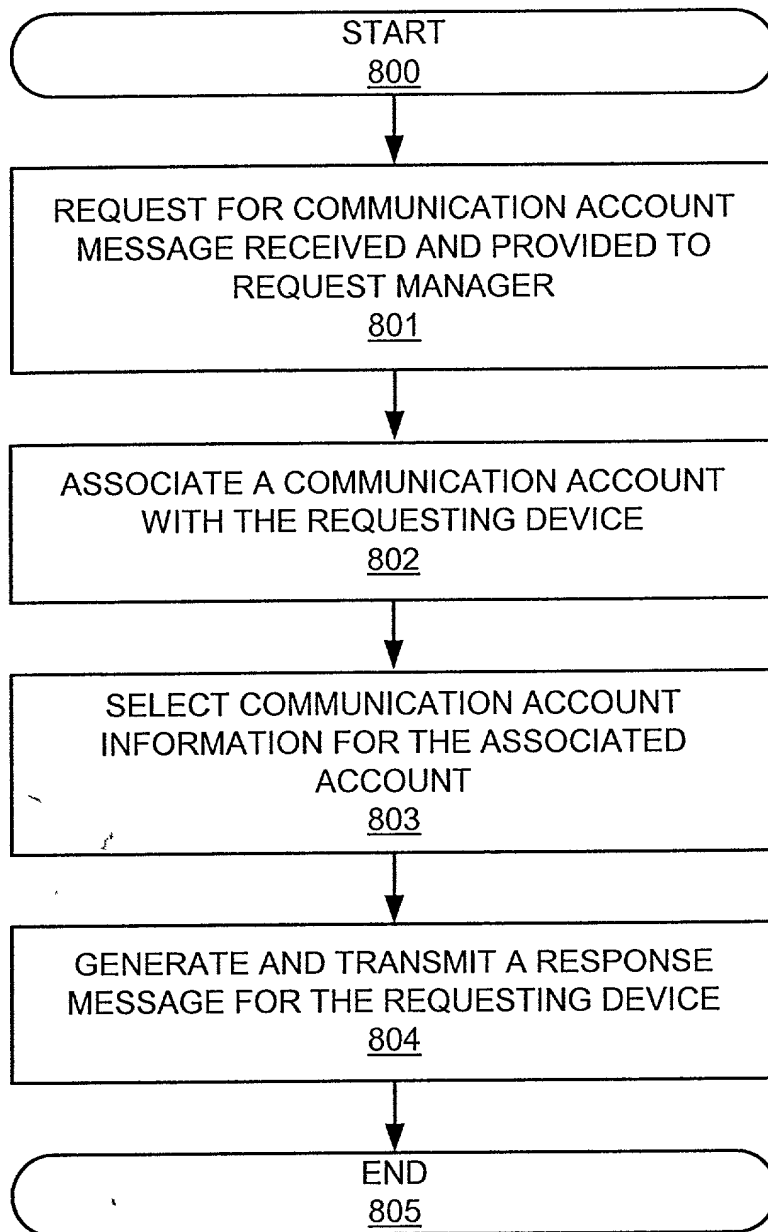 START
800
REQUEST FOR COMMUNICATION ACCOUNT
MESSAGE RECEIVED AND PROVIDED TO
REQUEST MANAGER
801
ASSOCIATE A COMMUNICATION ACCOUNT
WITH THE REQUESTING DEVICE
802
SELECT COMMUNICATION ACCOUNT
INFORMATION FOR THE ASSOCIATED
ACCOUNT
803
GENERATE AND TRANSMIT A RESPONSE
MESSAGE FOR THE REQUESTING DEVICE
804
END
805